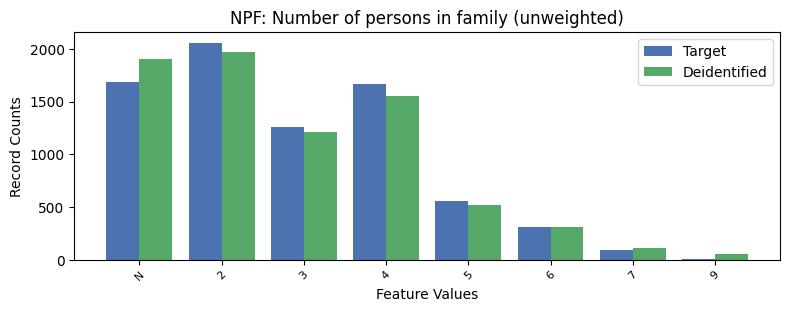 NPF: Number of persons in family (unweighted)
Target
Deidentified
Record Counts
2000
1500
1000
500
0
N 2 3 4 5 6 7 9
Feature Values